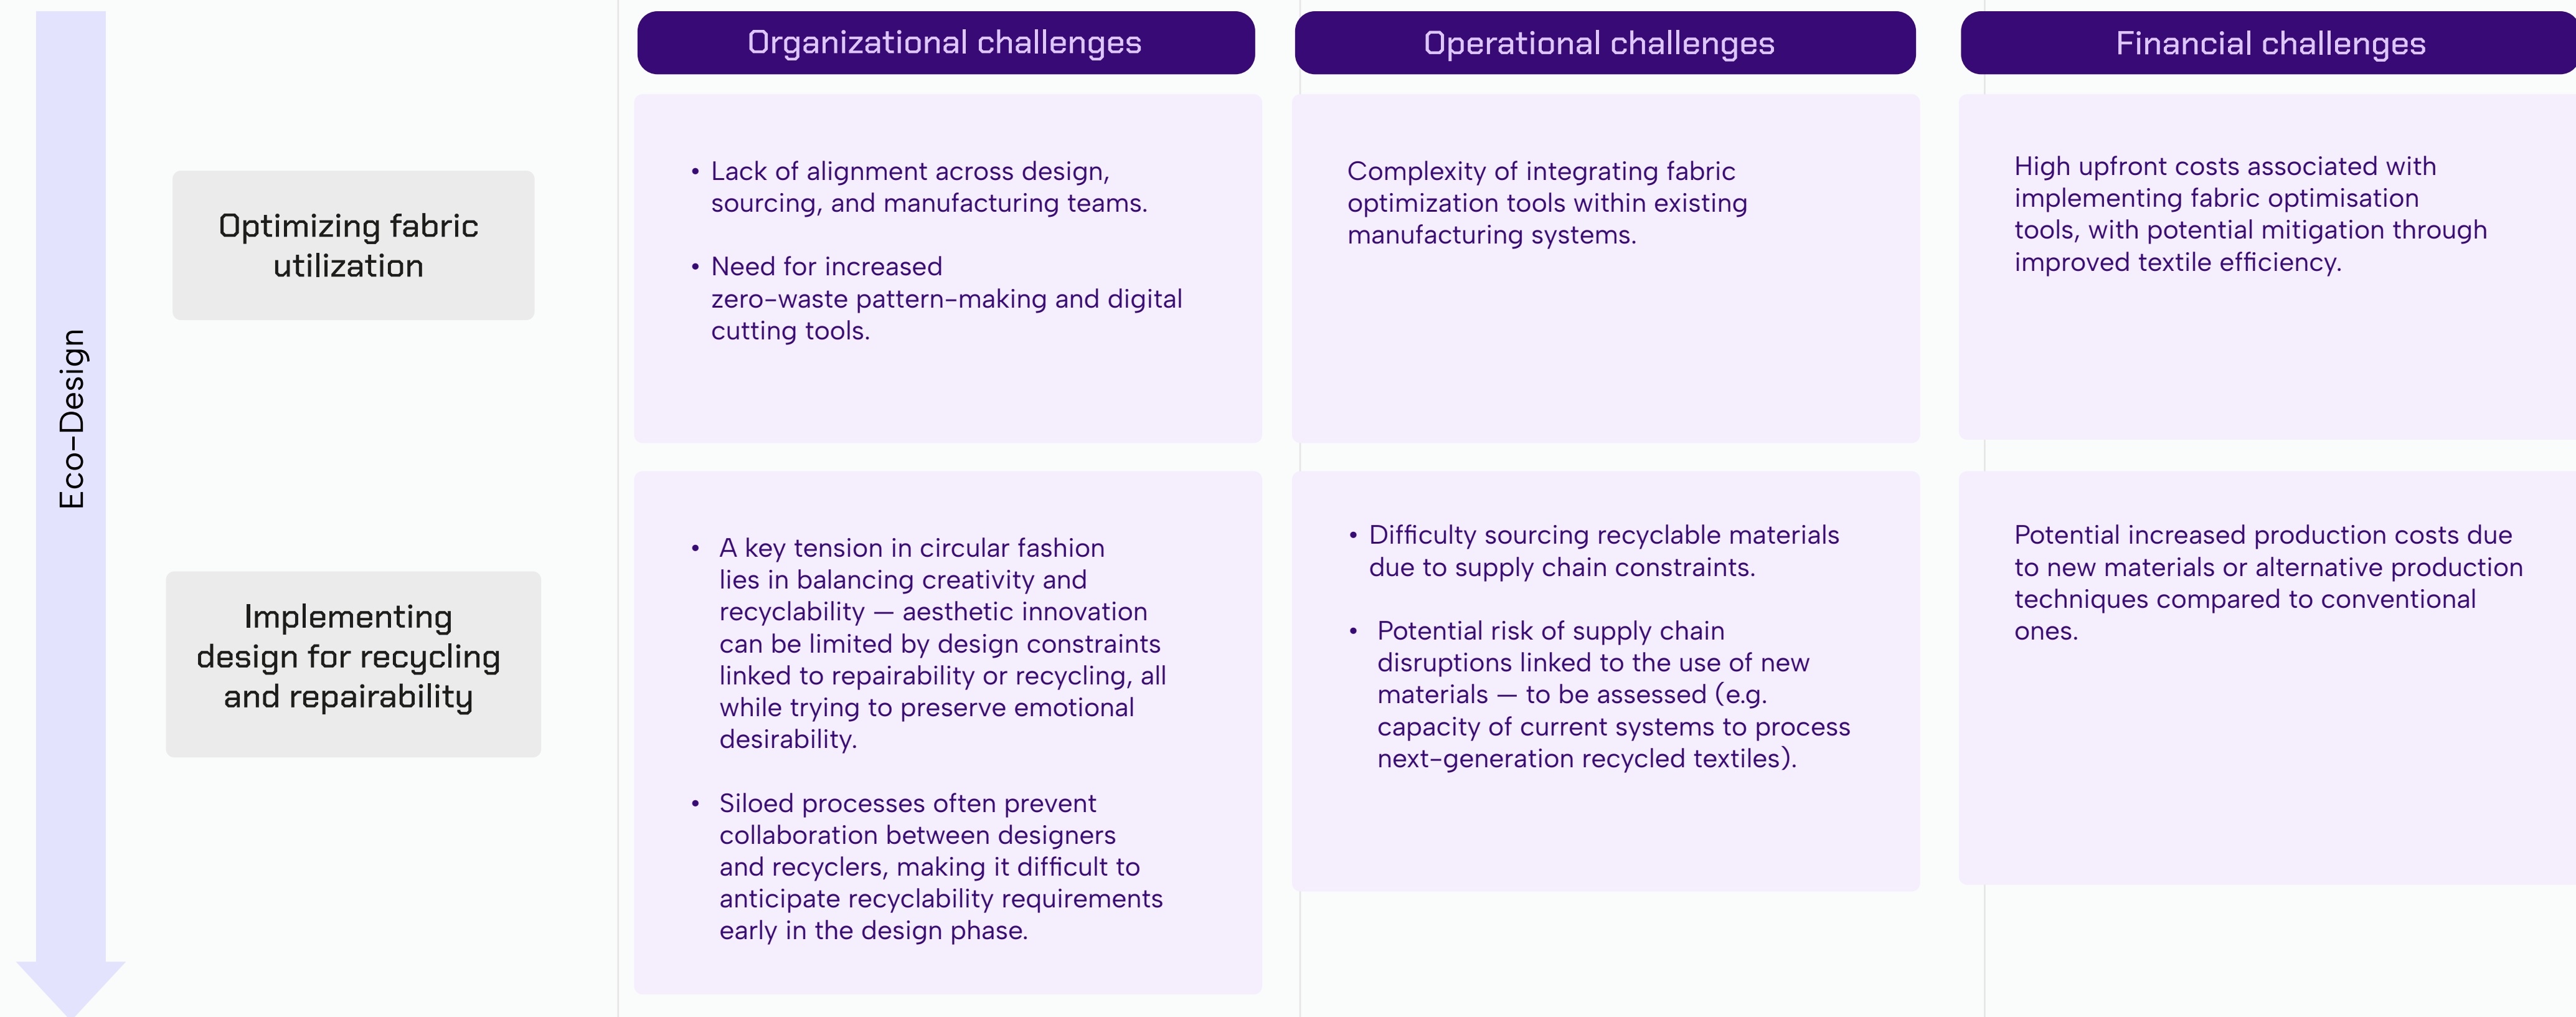 Organizational challenges
Operational challenges
Financial challenges
Eco-Design
Optimizing fabric
utilization
• Lack of alignment across design,
sourcing, and manufacturing teams.
• Need for increased
zero-waste pattern-making and digital
cutting tools.
Complexity of integrating fabric
optimization tools within existing
manufacturing systems.
High upfront costs associated with
implementing fabric optimisation
tools, with potential mitigation through
improved textile efficiency.
Implementing
design for recycling
and repairability
• A key tension in circular fashion
lies in balancing creativity and
recyclability — aesthetic innovation
can be limited by design constraints
linked to repairability or recycling, all
while trying to preserve emotional
desirability.
• Siloed processes often prevent
collaboration between designers
and recyclers, making it difficult to
anticipate recyclability requirements
early in the design phase.
• Difficulty sourcing recyclable materials
due to supply chain constraints.
• Potential risk of supply chain
disruptions linked to the use of new
materials — to be assessed (e.g.
capacity of current systems to process
next-generation recycled textiles).
Potential increased production costs due
to new materials or alternative production
techniques compared to conventional
ones.